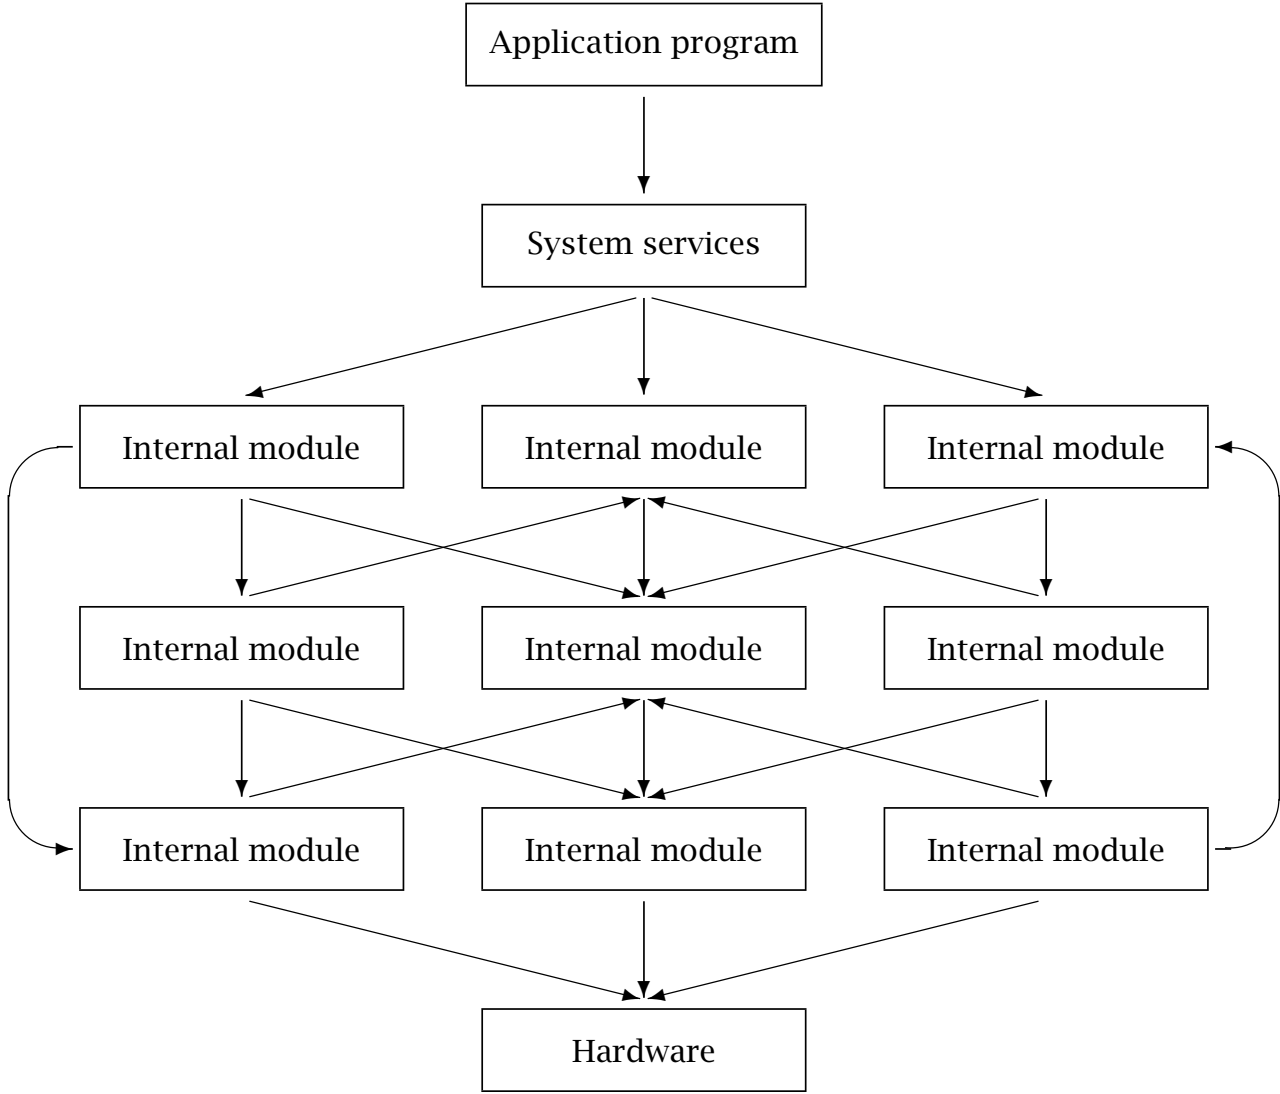 Application program
System services
Internal module
Internal module
Internal module
Internal module
Internal module
Internal module
Internal module
Internal module
Internal module
Hardware